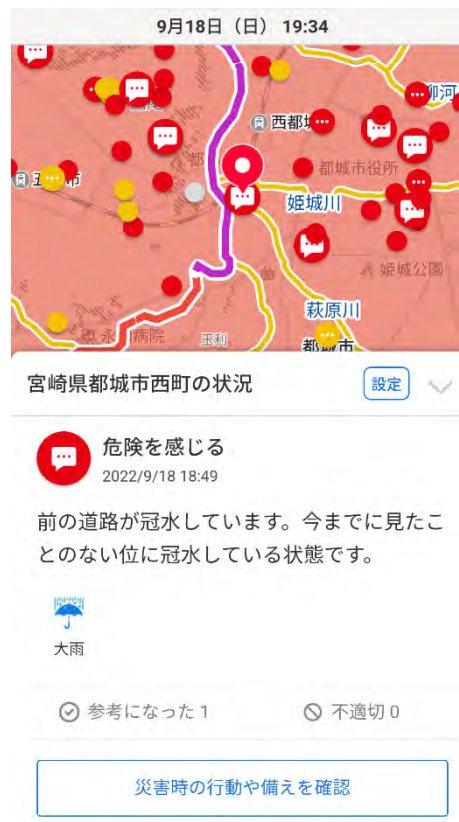 9月18日（日） 19:34
柳河
西都城
都城市役所
五十市
姫城川
姫城公園
萩原川
病院
都城市
宮崎県都城市西町の状況
設定
危険を感じる
2022/9/18 18:49
前の道路が冠水しています。今までに見たこ
とのない位に冠水している状態です。
大雨
参考になった 1
不適切 0
災害時の行動や備えを確認